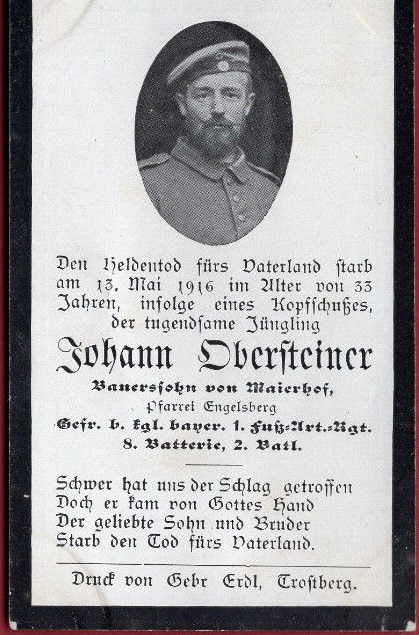 Den Heldentod fürs Vaterland starb
am 13. Mai 1916 im Alter von 33
Jahren, infolge eines Kopfschußes,
der tugendsame Jüngling
Johann Obersteiner
Bauerssohn von Maierhof,
Pfarrei Engelsberg
Gefr. b. kgl. bayer. 1. Fuß-Art.-Rgt.
8. Batterie, 2. Batl.
Schwer hat uns der Schlag getroffen
Doch er kam von Gottes Hand
Der geliebte Sohn und Bruder
Starb den Tod fürs Vaterland.
Druck von Gebr Erdl, Trostberg.